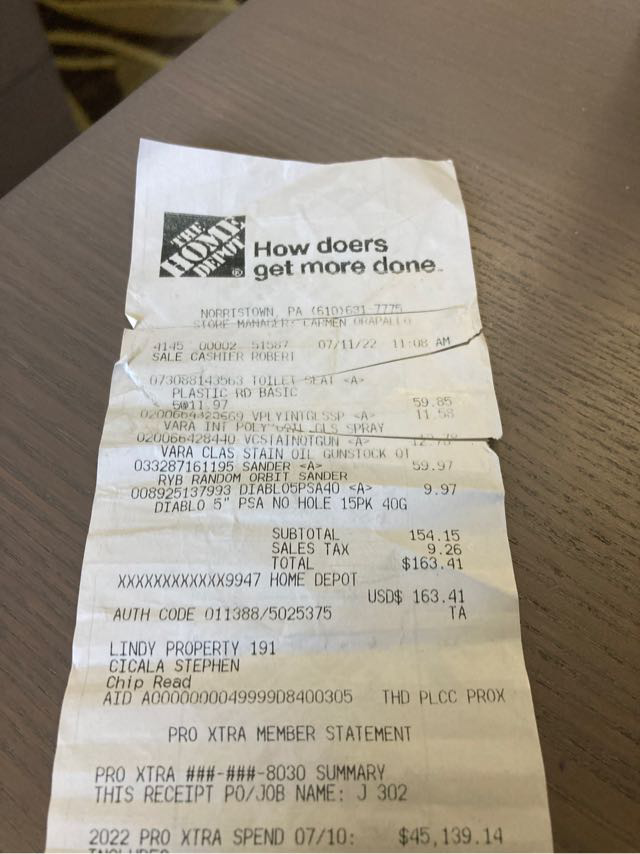 THE
HOME
DEPOT
How doers
get more done.
NORRISTOWN, PA (610)631-7775
STORE MANAGER: CARMEN
4145 00002 51587 07/11/22 11:08 AM
SALE CASHIER ROBERT
073088143563 TOILET SEAT <A>
PLASTIC RD BASIC
5@11.97 59.85
VPLYINTGLSSP <A> 11.58
VARA INT POLY GLS SPRAY
020066428440 VCSTAINOTGUN <A>
VARA CLAS STAIN OIL GUNSTOCK QT
033287161195 SANDER <A> 59.97
RYB RANDOM ORBIT SANDER
008925137993 DIABLO5PSA40 <A> 9.97
DIABLO 5" PSA NO HOLE 15PK 40G
SUBTOTAL 154.15
SALES TAX 9.26
TOTAL $163.41
XXXXXXXXXXXX9947 HOME DEPOT
USD$ 163.41
AUTH CODE 011388/5025375 TA
LINDY PROPERTY 191
CICALA STEPHEN
Chip Read
AID A0000000049999D8400305 THD PLCC PROX
PRO XTRA MEMBER STATEMENT
PRO XTRA ###-###-8030 SUMMARY
THIS RECEIPT PO/JOB NAME: J 302
2022 PRO XTRA SPEND 07/10: $45,139.14